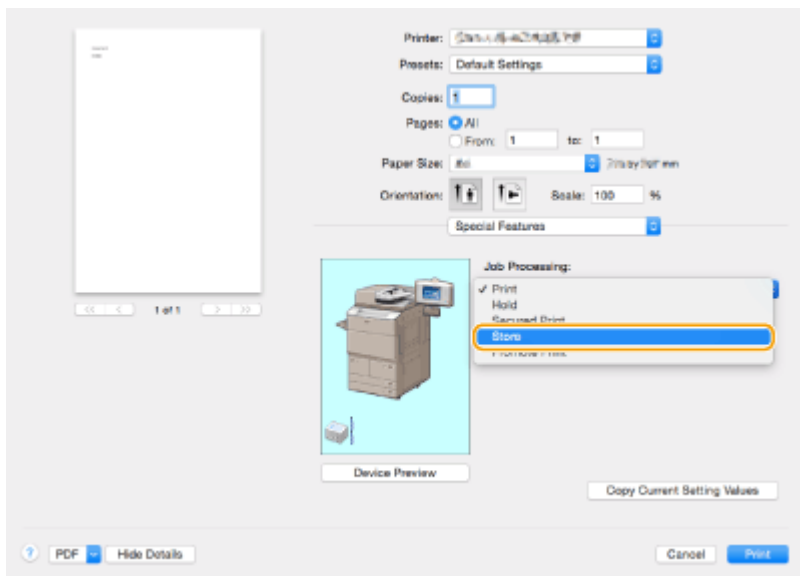 Printer:
Presets: Default Settings
Copies: 1
Pages: All
From: 1 to: 1
Paper Size:
Orientation: Scale: 100 %
Special Features
Job Processing:
Print
Hold
Secured Print
Store
<< < 1 of 1 > >>
Device Preview
Copy Current Setting Values
? PDF Hide Details Cancel Print